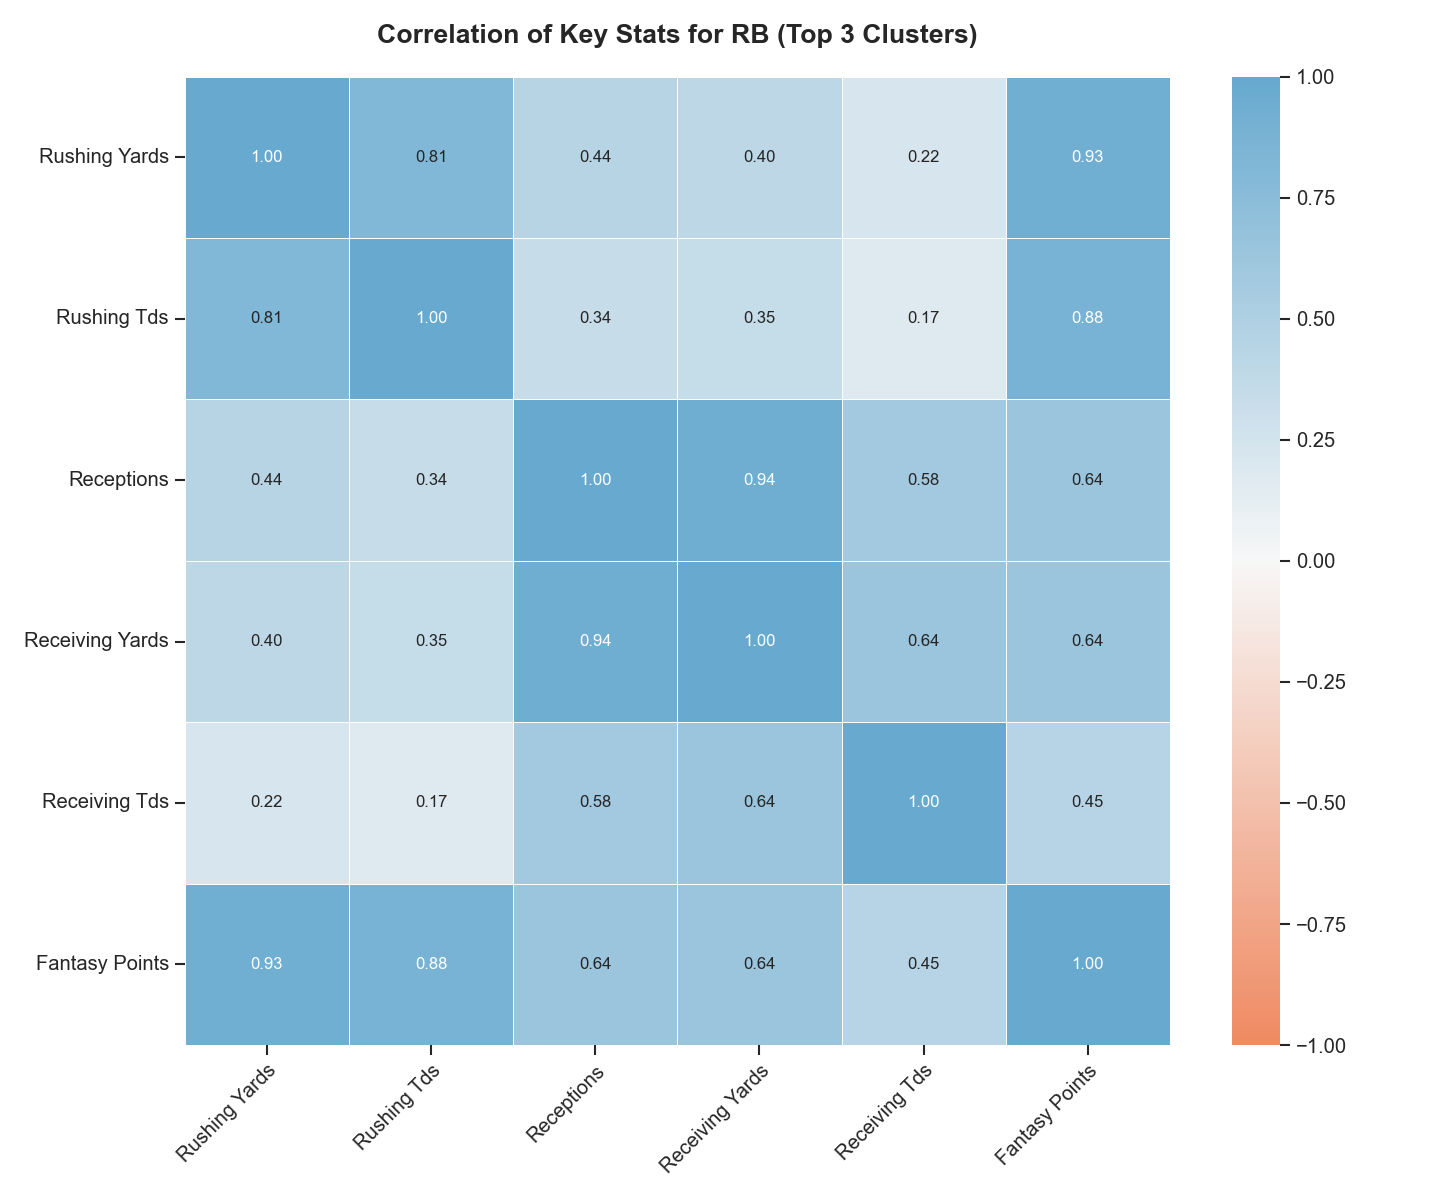 Correlation of Key Stats for RB (Top 3 Clusters)
Rushing Yards 1.00 0.81 0.44 0.40 0.22 0.93
Rushing Tds 0.81 1.00 0.34 0.35 0.17 0.88
Receptions 0.44 0.34 1.00 0.94 0.58 0.64
Receiving Yards 0.40 0.35 0.94 1.00 0.64 0.64
Receiving Tds 0.22 0.17 0.58 0.64 1.00 0.45
Fantasy Points 0.93 0.88 0.64 0.64 0.45 1.00
Rushing Yards
Rushing Tds
Receptions
Receiving Yards
Receiving Tds
Fantasy Points
1.00
0.75
0.50
0.25
0.00
−0.25
−0.50
−0.75
−1.00